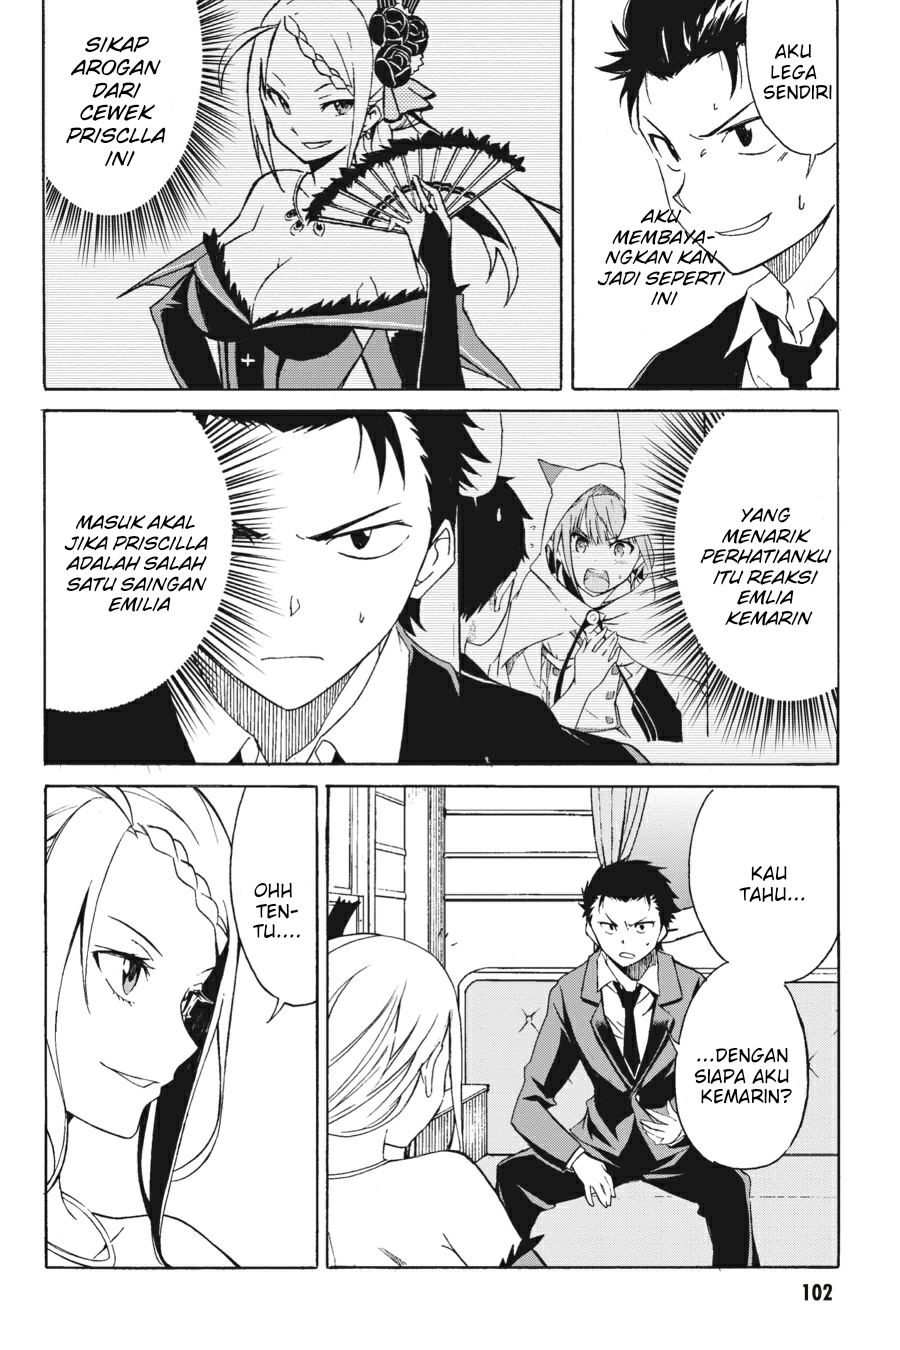 AKU
LEGA
SENDIRI
AKU
MEMBAYA-
NGKAN KAN
JADI SEPERTI
INI
SIKAP
AROGAN
DARI
CEWEK
PRISCLLA
INI
YANG
MENARIK
PERHATIANKU
ITU REAKSI
EMLIA
KEMARIN
MASUK AKAL
JIKA PRISCILLA
ADALAH SALAH
SATU SAINGAN
EMILIA
KAU
TAHU...
...DENGAN
SIAPA AKU
KEMARIN?
OHH
TEN-
TU....
102